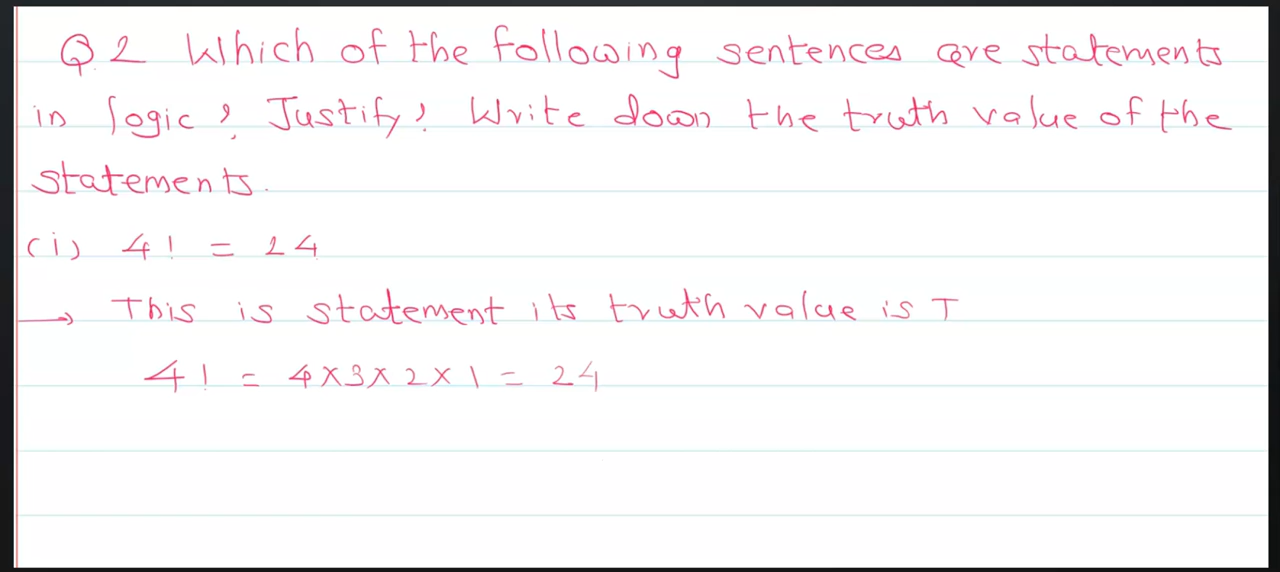 Q 2 Which of the following sentences are statements
in logic ? Justify ? Write down the truth value of the
statements.
(i) 4! = 24
→ This is statement its truth value is T
4! = 4×3×2×1 = 24